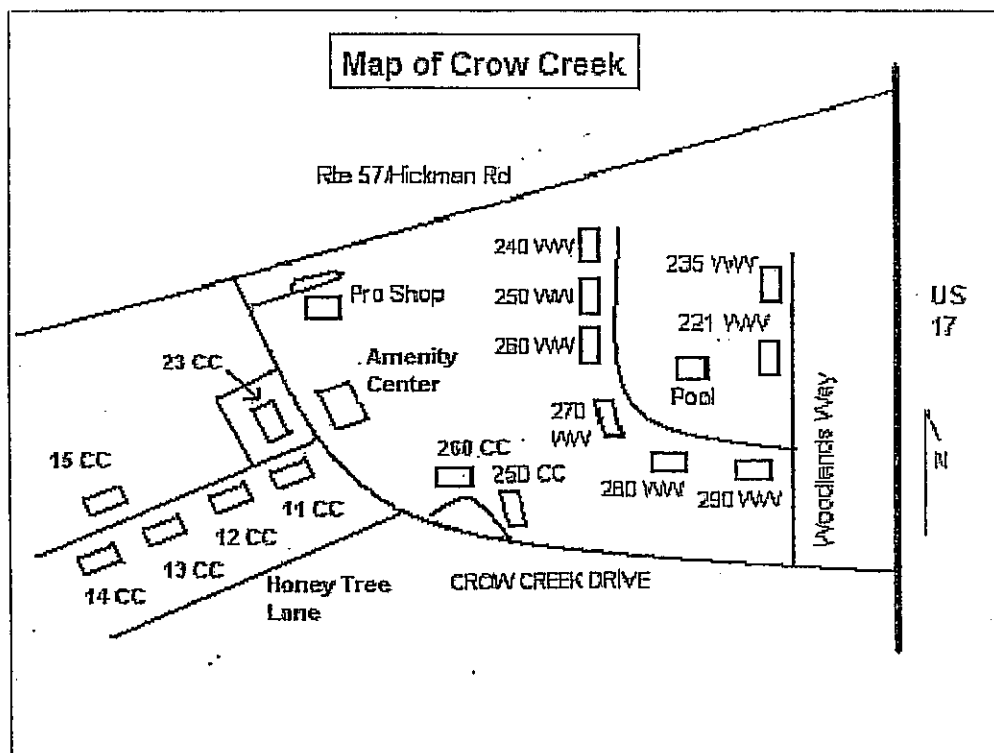 Map of Crow Creek
Rte 57/Hickman Rd
240 WW
235 WW
Pro Shop
250 WW
US
17
221 WW
260 WW
23 CC
Amenity
Center
Pool
270
WW
Woodlands Way
15 CC
260 CC
250 CC
N
280 WW
290 WW
11 CC
12 CC
13 CC
14 CC
Honey Tree
Lane
CROW CREEK DRIVE